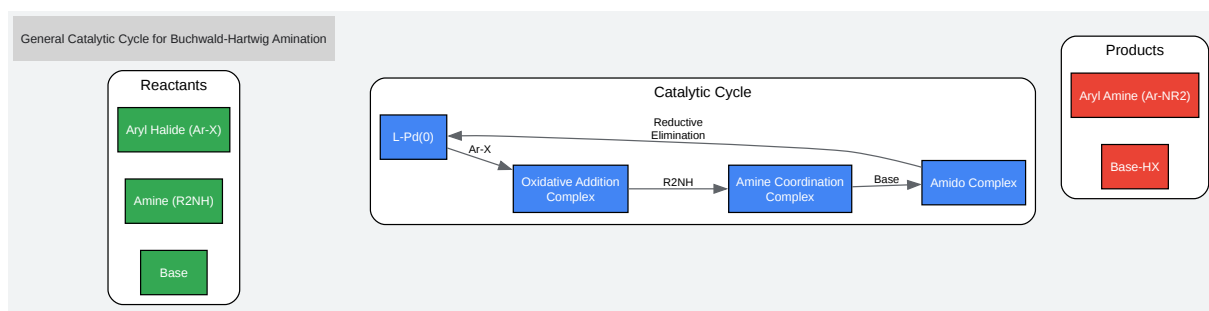 General Catalytic Cycle for Buchwald-Hartwig Amination
Reactants
Aryl Halide (Ar-X)
Amine (R2NH)
Base
Catalytic Cycle
L-Pd(0)
Ar-X
Oxidative Addition
Complex
R2NH
Amine Coordination
Complex
Base
Amido Complex
Reductive
Elimination
Products
Aryl Amine (Ar-NR2)
Base-HX